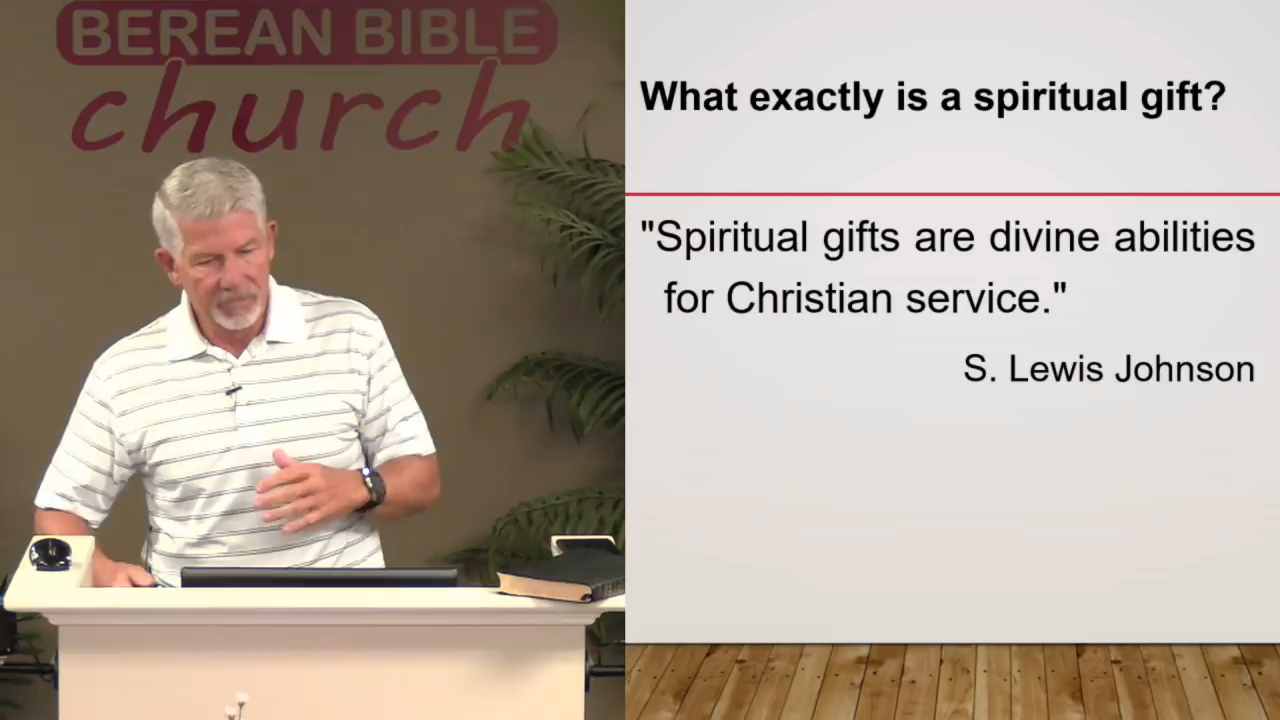 BEREAN BIBLE
church
What exactly is a spiritual gift?
"Spiritual gifts are divine abilities
for Christian service."
S. Lewis Johnson